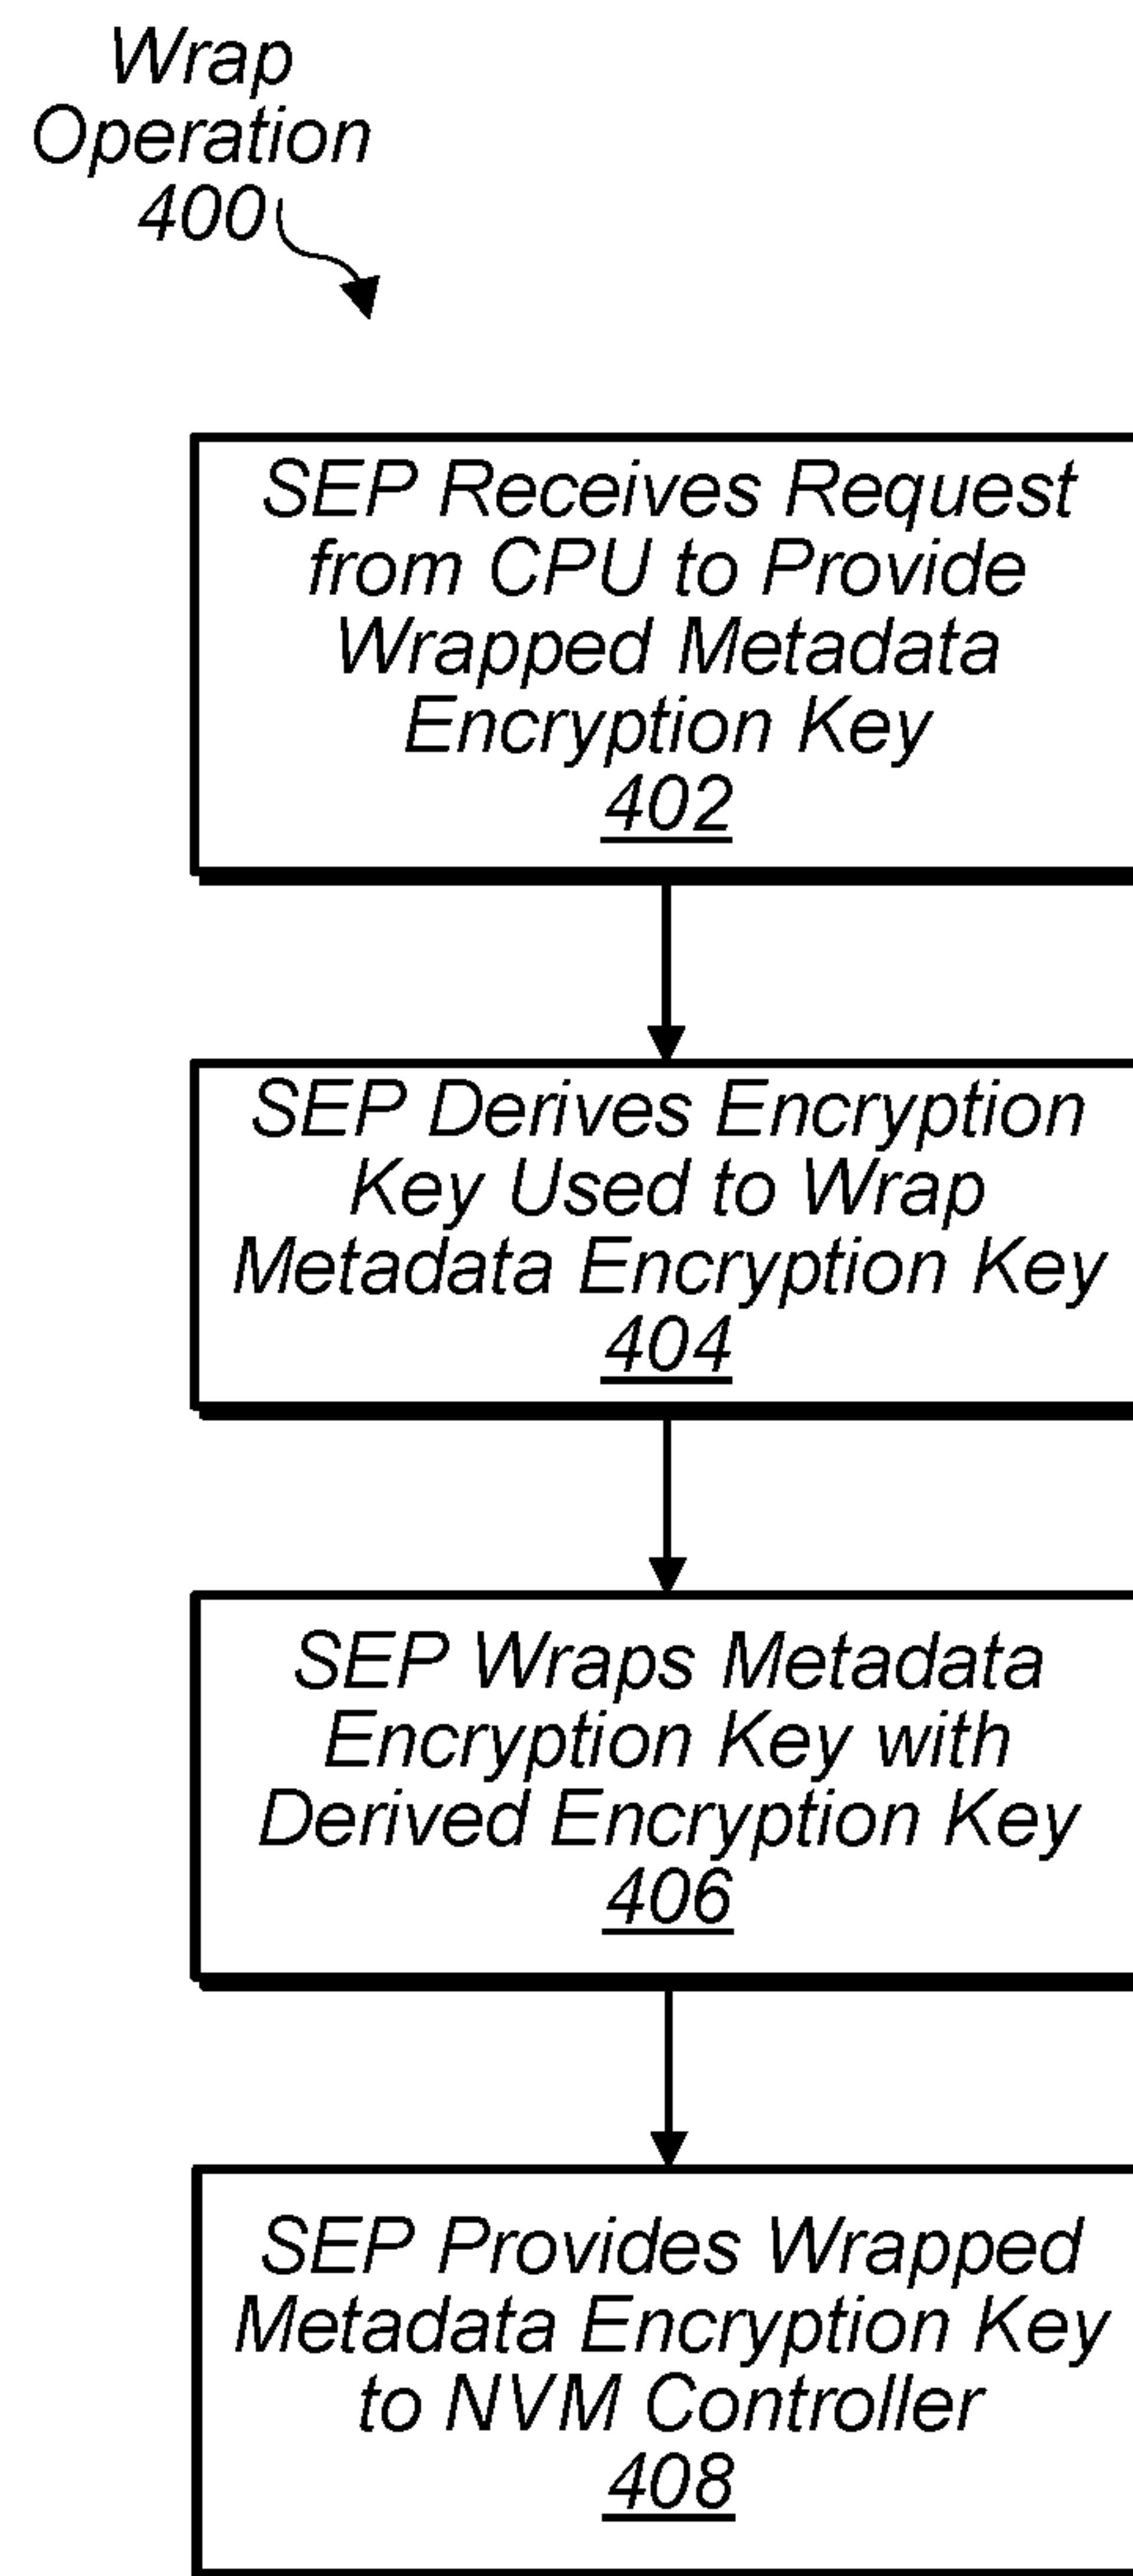 Wrap
Operation
400
SEP Receives Request
from CPU to Provide
Wrapped Metadata
Encryption Key
402
SEP Derives Encryption
Key Used to Wrap
Metadata Encryption Key
404
SEP Wraps Metadata
Encryption Key with
Derived Encryption Key
406
SEP Provides Wrapped
Metadata Encryption Key
to NVM Controller
408